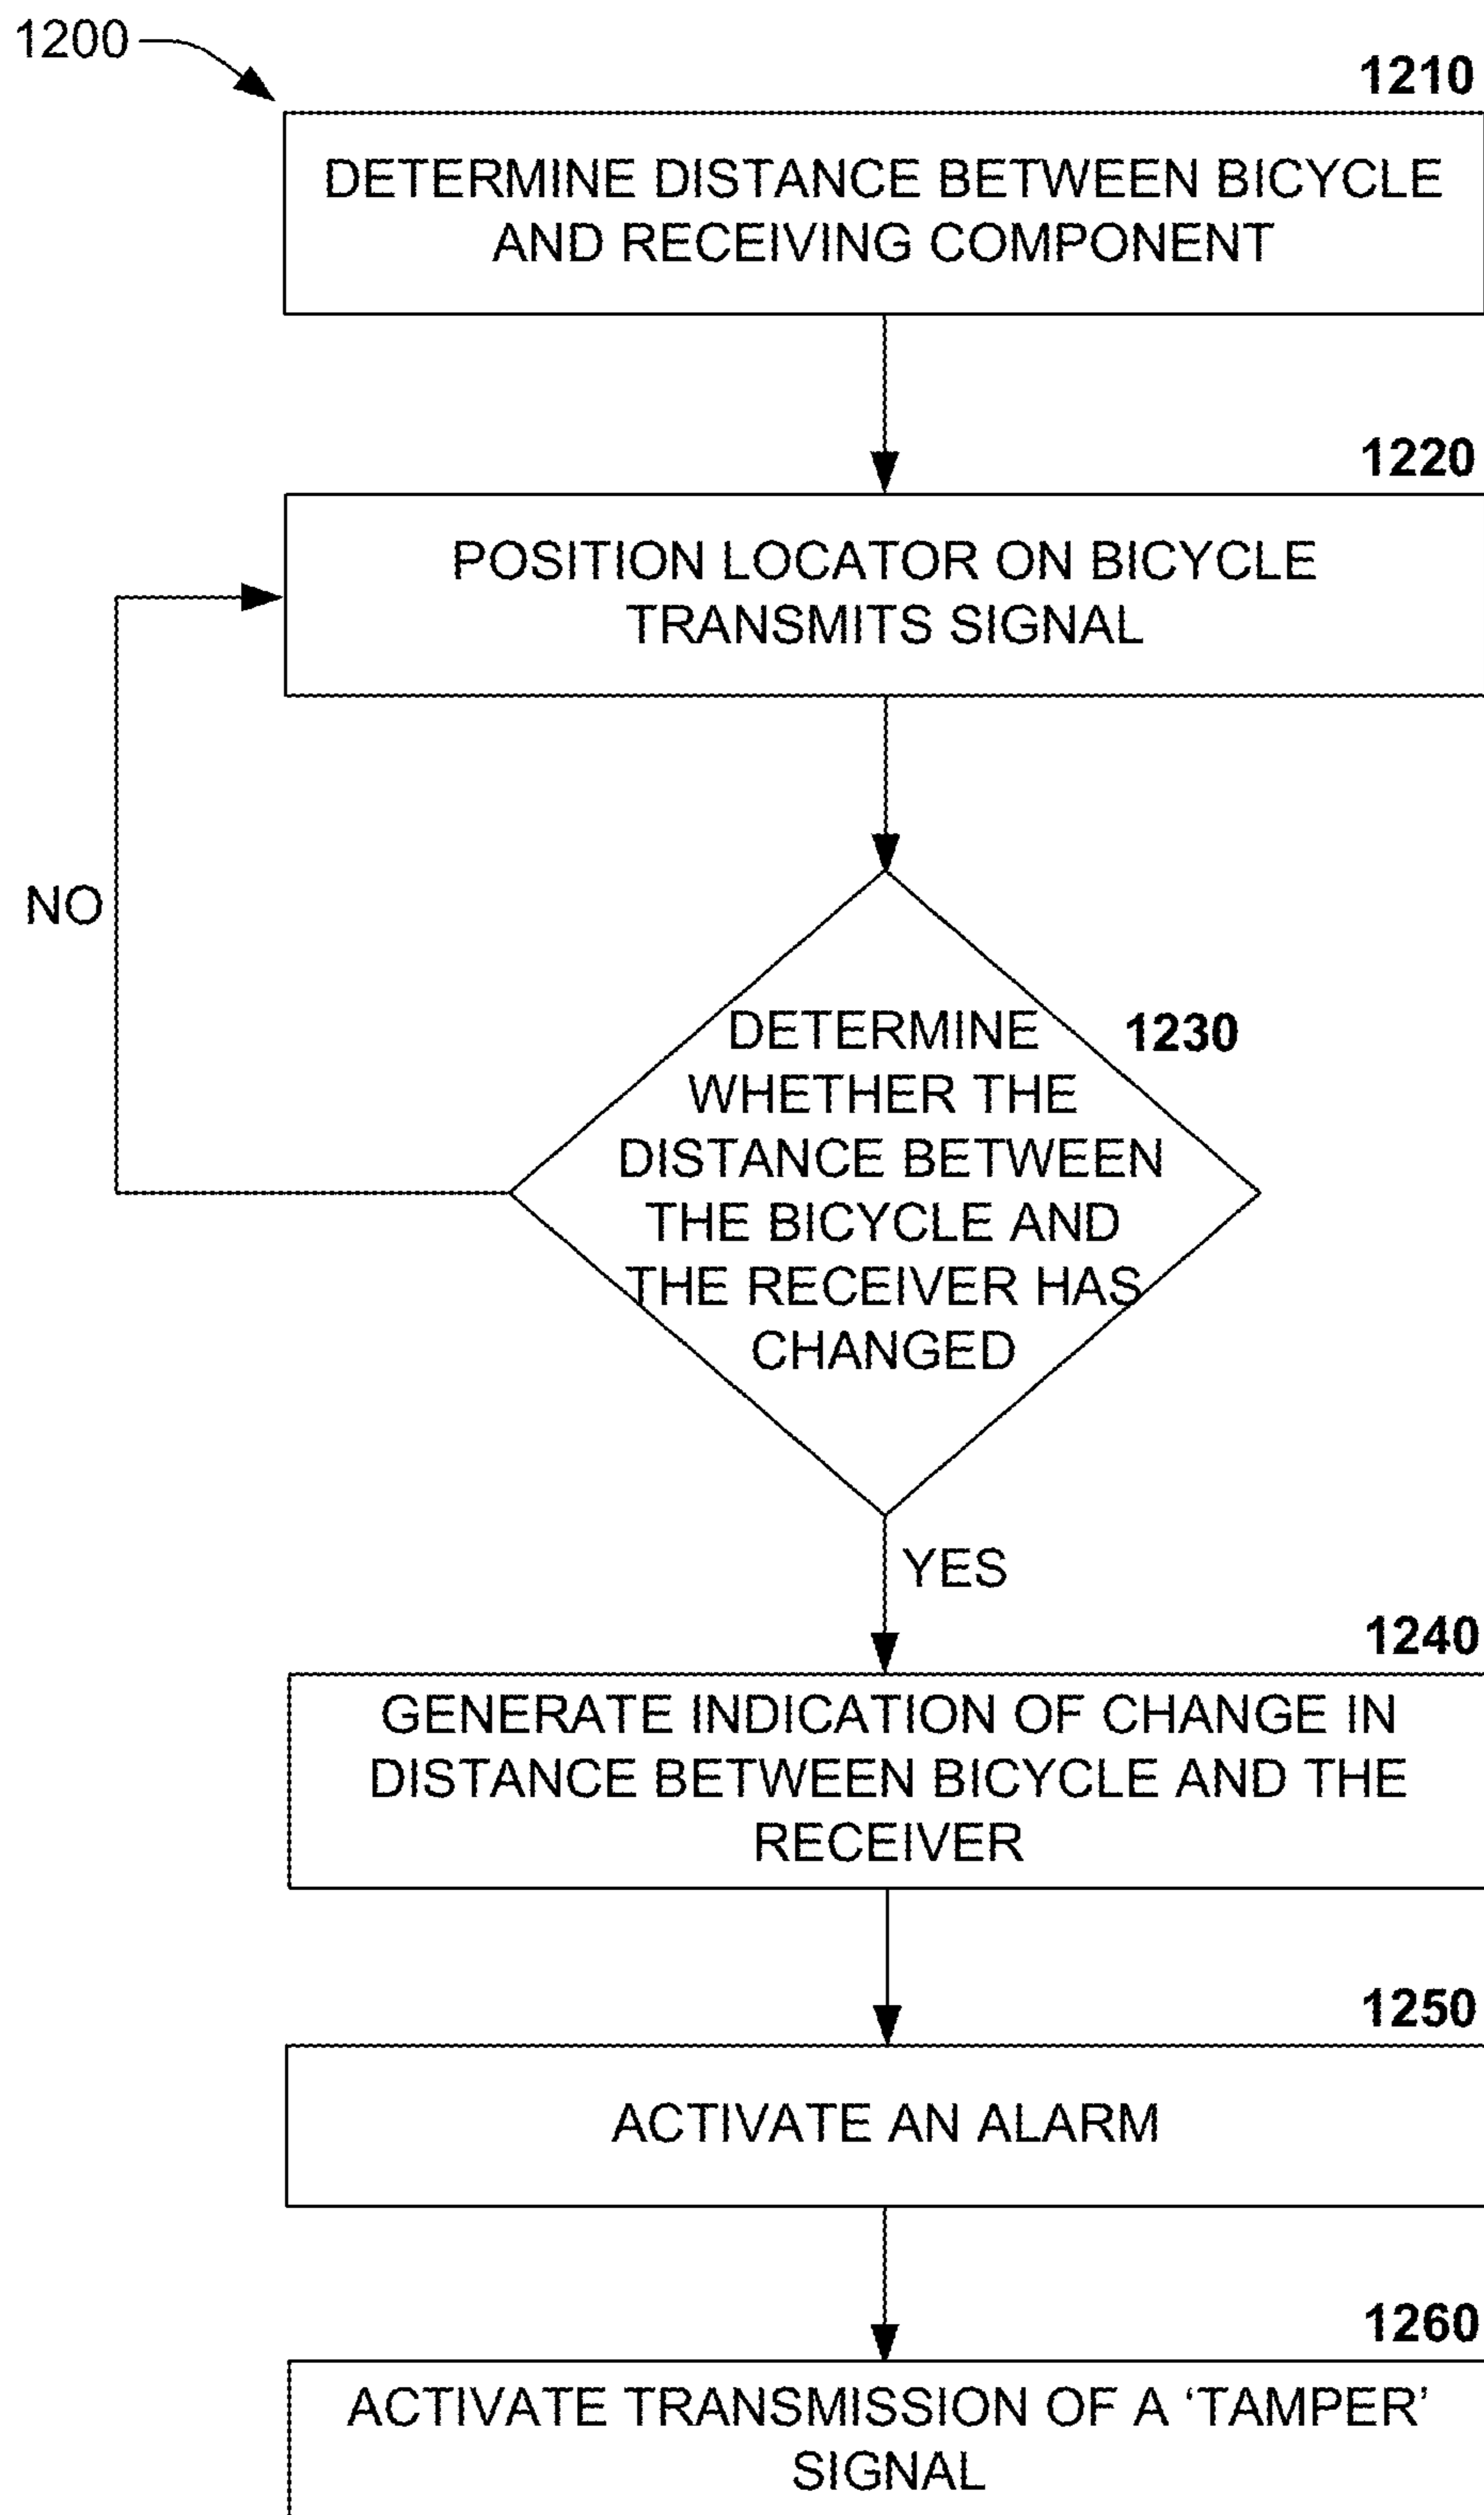 1200
1210
DETERMINE DISTANCE BETWEEN BICYCLE
AND RECEIVING COMPONENT
1220
POSITION LOCATOR ON BICYCLE
TRANSMITS SIGNAL
NO
DETERMINE
1230
WHETHER THE
DISTANCE BETWEEN
THE BICYCLE AND
THE RECEIVER HAS
CHANGED
YES
1240
GENERATE INDICATION OF CHANGE IN
DISTANCE BETWEEN BICYCLE AND THE
RECEIVER
1250
ACTIVATE AN ALARM
1260
ACTIVATE TRANSMISSION OF A ‘TAMPER’
SIGNAL